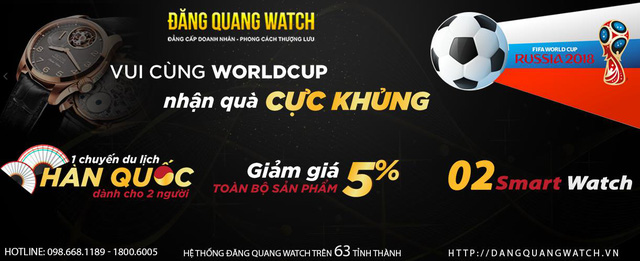 ĐĂNG QUANG WATCH
ĐẲNG CẤP DOANH NHÂN - PHONG CÁCH THƯỢNG LƯU
VUI CÙNG WORLDCUP
nhận quà CỰC KHỦNG
FIFA WORLD CUP
RUSSIA 2018
1 chuyến du lịch
HÀN QUỐC
dành cho 2 người
Giảm giá
TOÀN BỘ SẢN PHẨM 5%
02 Smart Watch
HOTLINE: 098.668.1189 - 1800.6005
HỆ THỐNG ĐĂNG QUANG WATCH TRÊN 63 TỈNH THÀNH
HTTP://DANGQUANGWATCH.VN